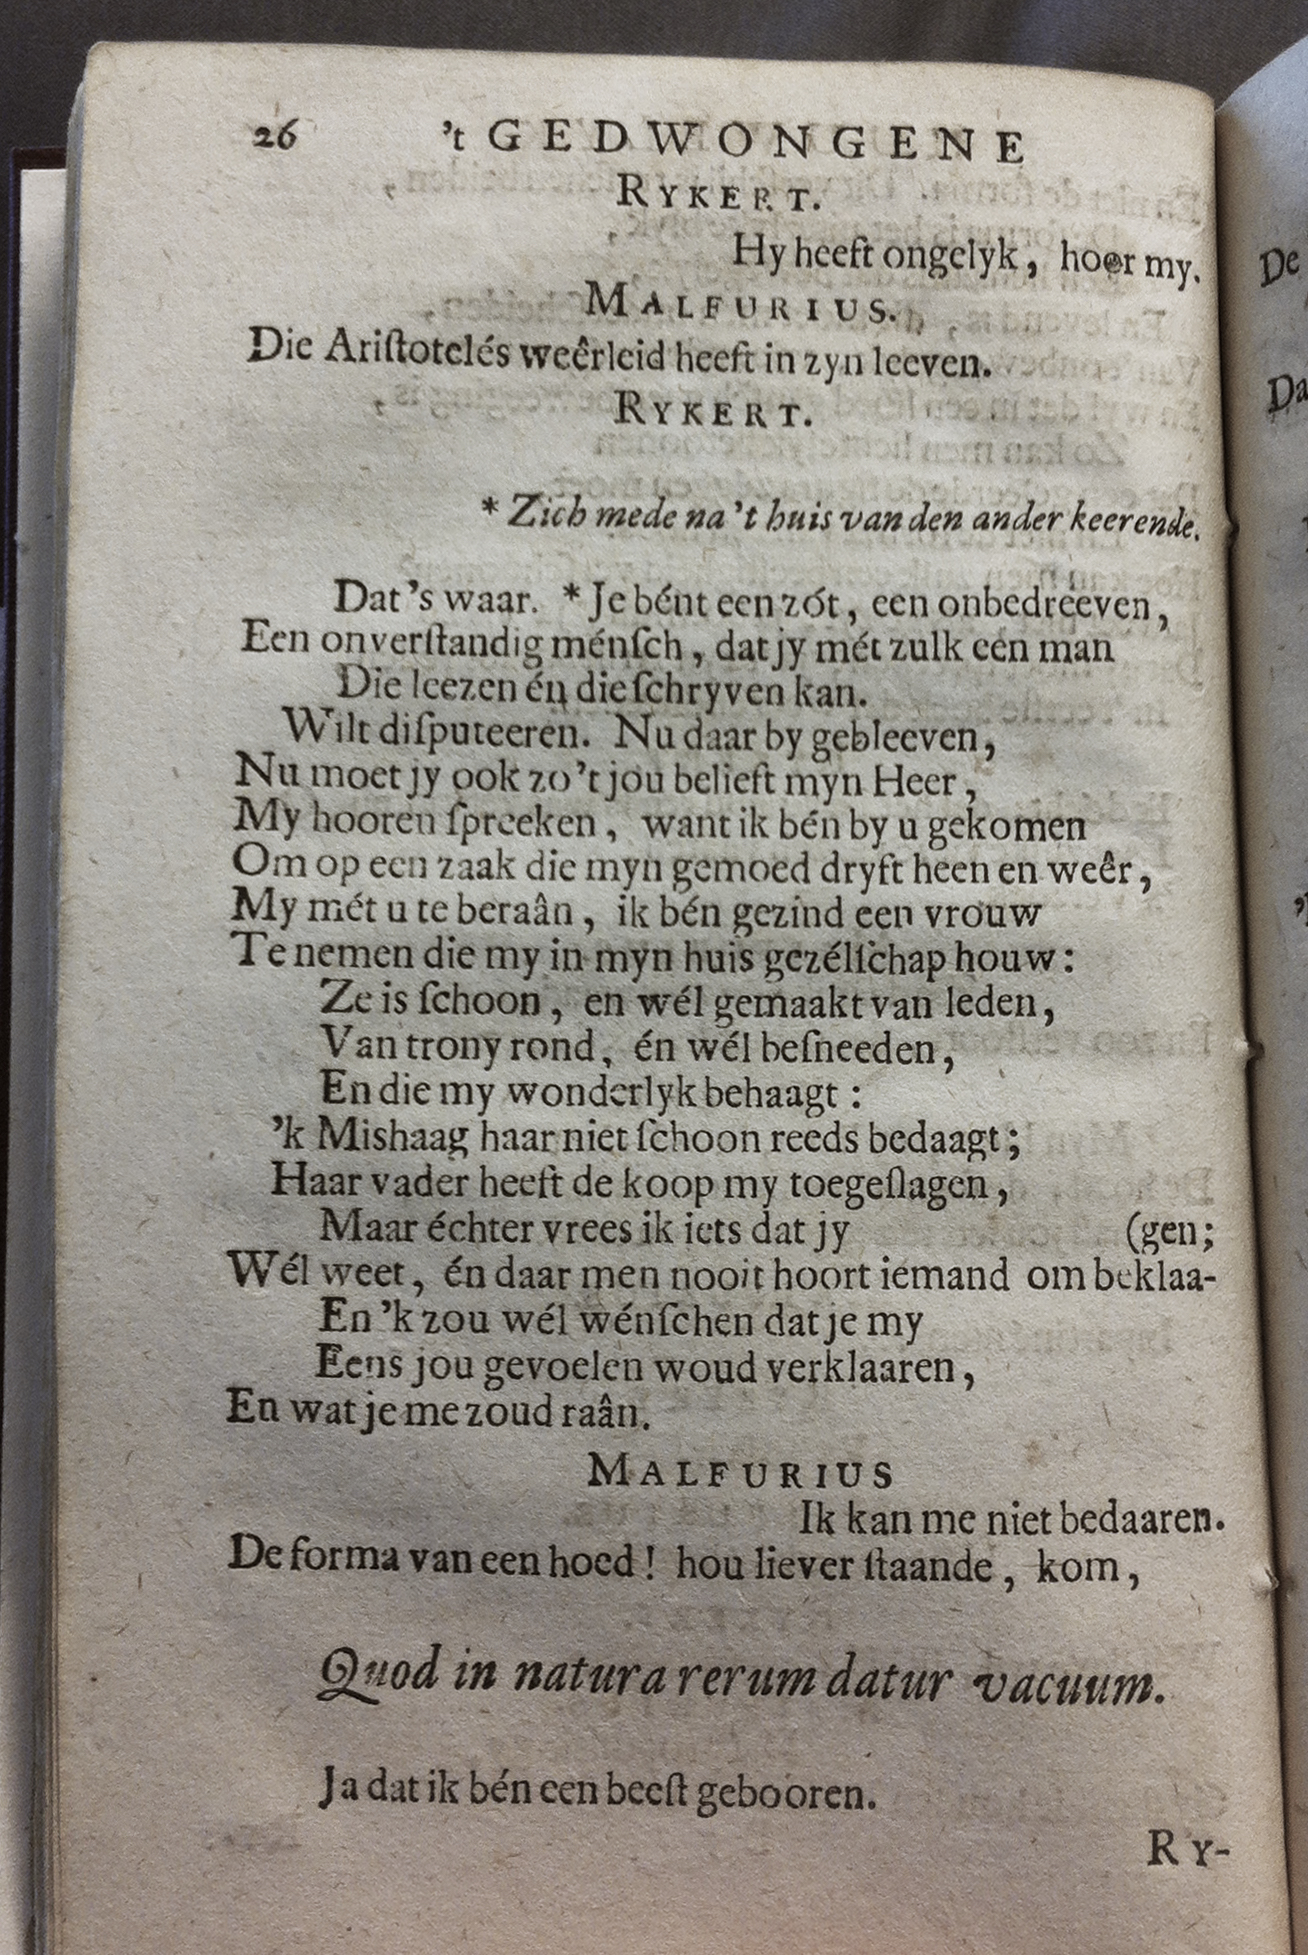 26 't GEDWONGENE
RYKERT.
Hy heeft ongelyk, hoor my.
MALFURIUS.
Die Ariſtotelés weêrleid heeft in zyn leeven.
RYKERT.
* Zich mede na 't huis van den ander keerende.
Dat 's waar. * Je bént een zót, een onbedreeven,
Een onverſtandig ménſch, dat jy mét zulk een man
Die leezen én die ſchryven kan.
Wilt diſputeeren. Nu daar by gebleeven,
Nu moet jy ook zo 't jou belieft myn Heer,
My hooren ſpreeken, want ik bén by u gekomen
Om op een zaak die myn gemoed dryft heen en weêr,
My mét u te beraân, ik bén gezind een vrouw
Te nemen die my in myn huis gezélſchap houw:
Ze is ſchoon, en wél gemaakt van leden,
Van trony rond, én wél beſneeden,
En die my wonderlyk behaagt:
'k Mishaag haar niet ſchoon reeds bedaagt;
Haar vader heeft de koop my toegeſlagen,
Maar échter vrees ik iets dat jy (gen;
Wél weet, én daar men nooit hoort iemand om beklaa-
En 'k zou wél wénſchen dat je my
Eens jou gevoelen woud verklaaren,
En wat je me zoud raân.
MALFURIUS
Ik kan me niet bedaaren.
De forma van een hoed! hou liever ſtaande, kom,
Quod in natura rerum datur vacuum.
Ja dat ik bén een beeſt gebooren.
RY-
De
Da